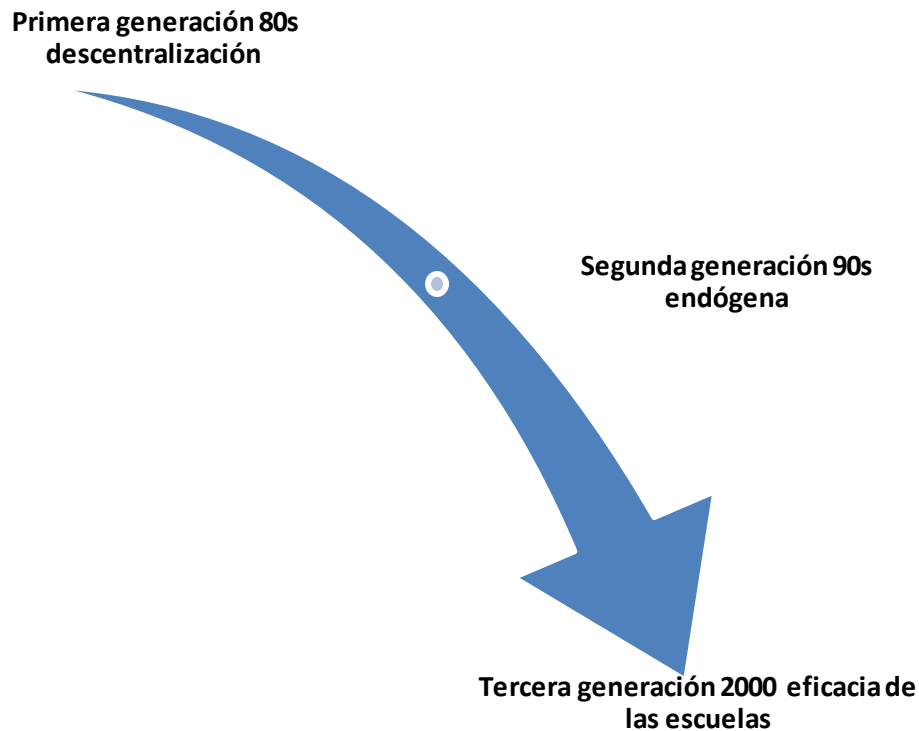 Primera generación 80s
descentralización
Segunda generación 90s
endógena
Tercera generación 2000 eficacia de
las escuelas